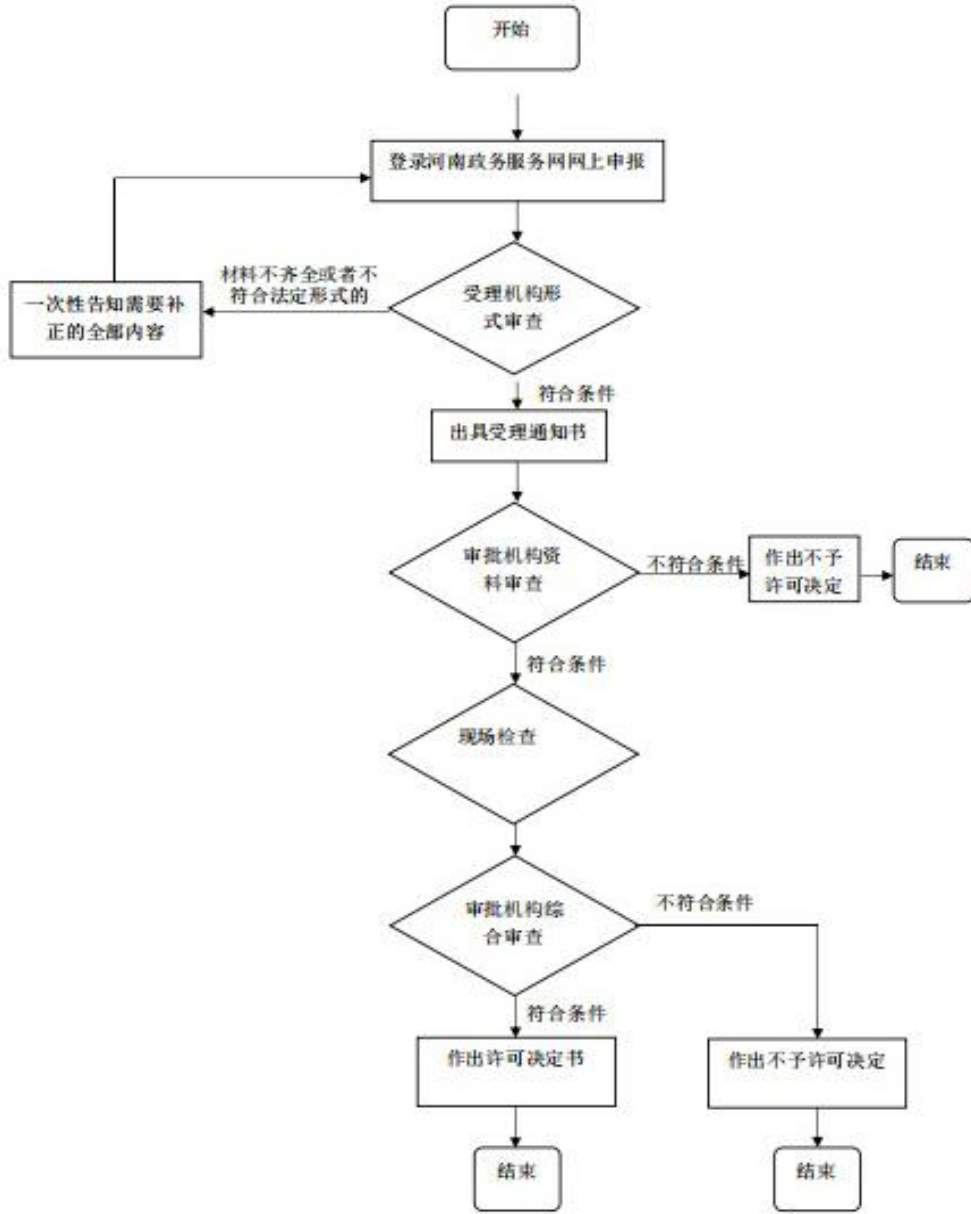 开始
登录河南政务服务网网上申报
材料不齐全或者不
符合法定形式的
受理机构形
式审查
一次性告知需要补
正的全部内容
符合条件
出具受理通知书
审批机构资
料审查
不符合条件
作出不予
许可决定
结束
符合条件
现场检查
审批机构综
合审查
不符合条件
符合条件
作出许可决定书
作出不予许可决定
结束
结束